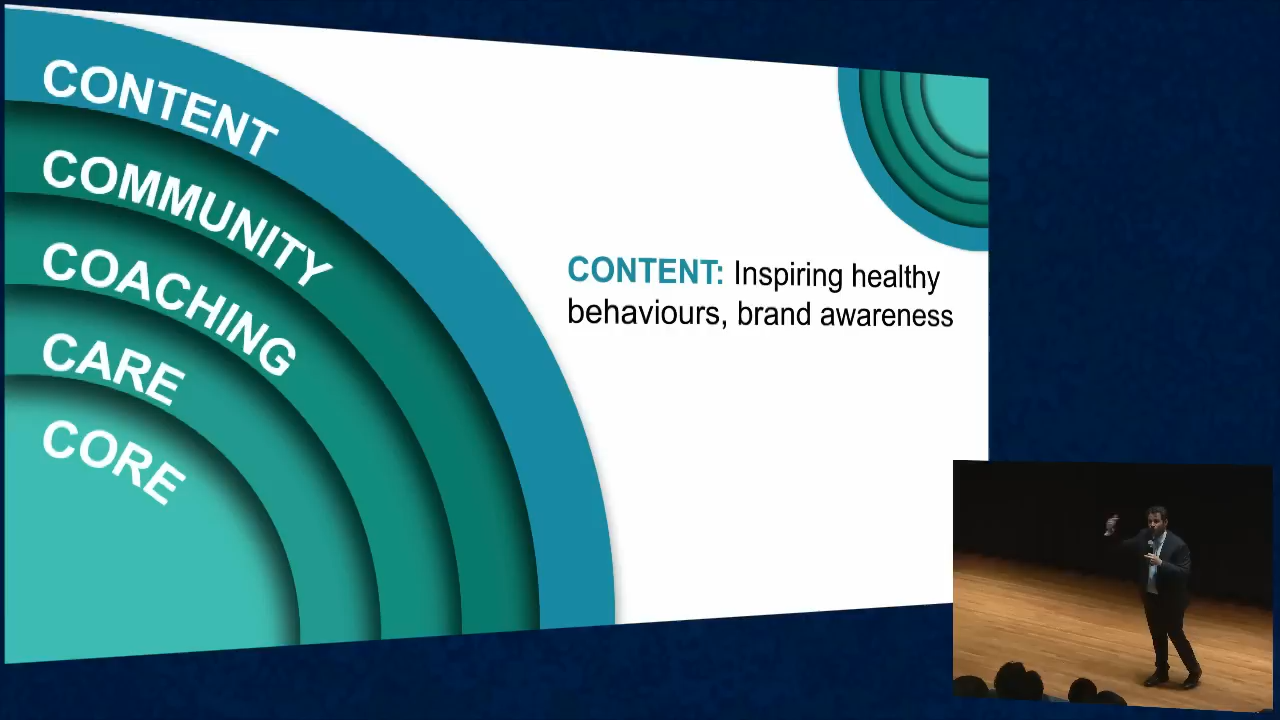 CONTENT
COMMUNITY
COACHING
CARE
CORE
CONTENT: Inspiring healthy
behaviours, brand awareness